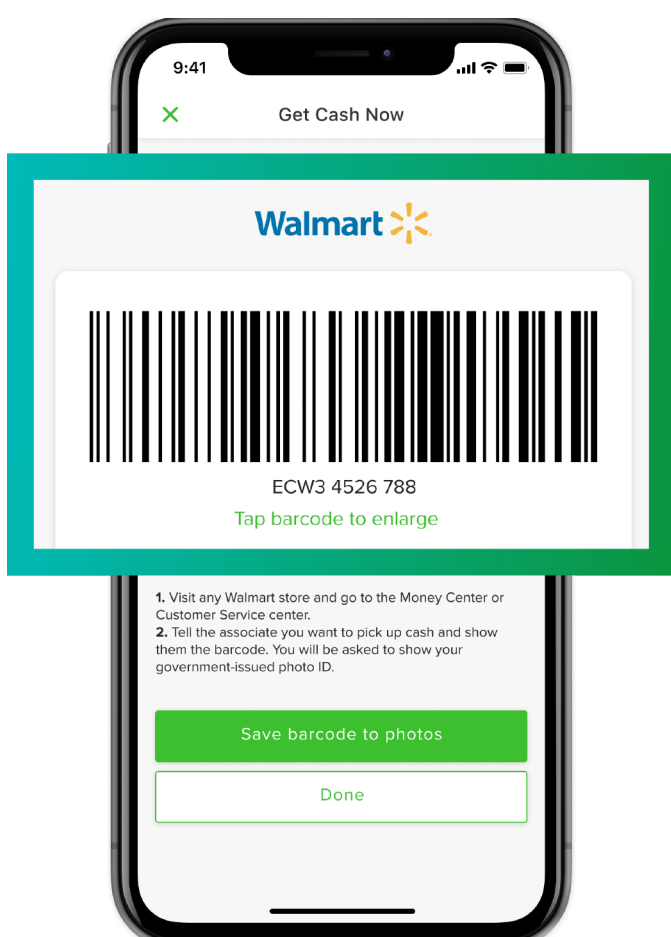 9:41
Get Cash Now
Walmart
ECW3 4526 788
Tap barcode to enlarge
1. Visit any Walmart store and go to the Money Center or
Customer Service center.
2. Tell the associate you want to pick up cash and show
them the barcode. You will be asked to show your
government-issued photo ID.
Save barcode to photos
Done